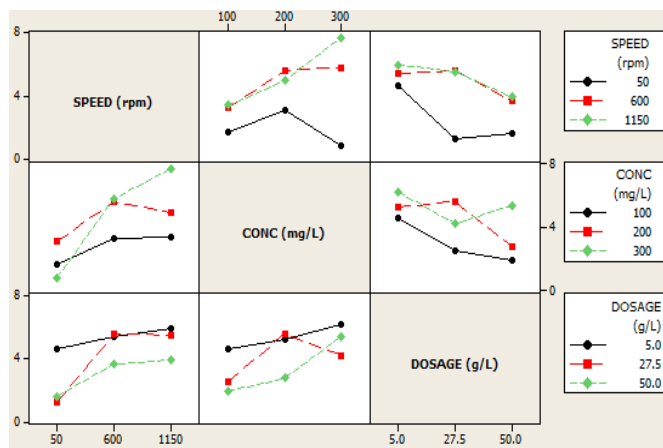 100 200 300
8
4
0
SPEED (rpm)
SPEED
(rpm)
50
600
1150
CONC (mg/L)
8
4
0
CONC
(mg/L)
100
200
300
8
4
0
DOSAGE (g/L)
DOSAGE
(g/L)
5.0
27.5
50.0
50 600 1150
5.0 27.5 50.0